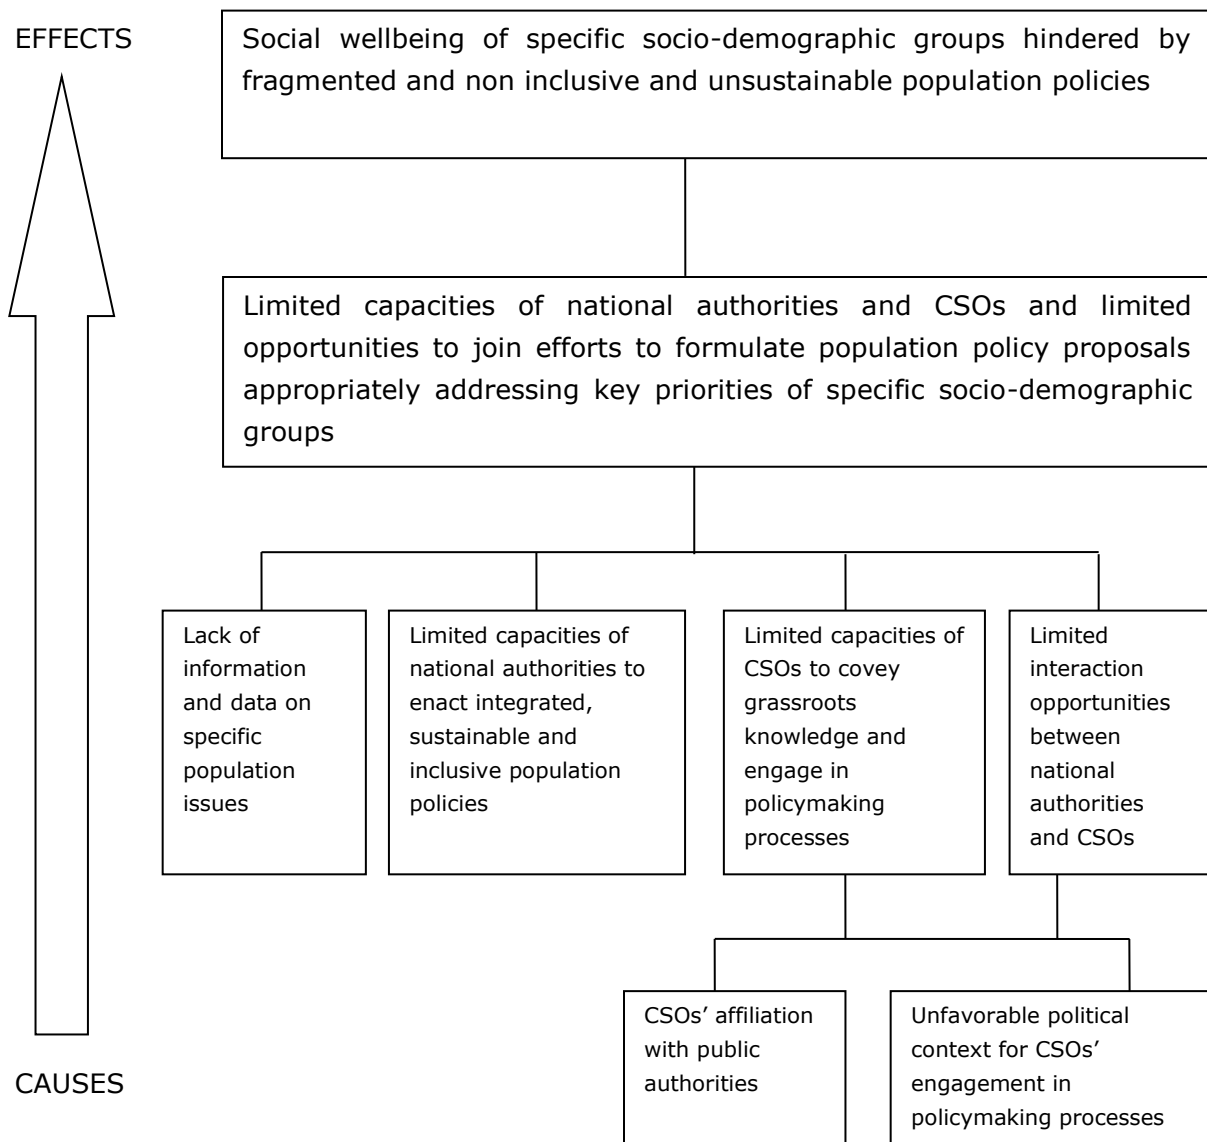 EFFECTS
Social wellbeing of specific socio-demographic groups hindered by
fragmented and non inclusive and unsustainable population policies
Limited capacities of national authorities and CSOs and limited
opportunities to join efforts to formulate population policy proposals
appropriately addressing key priorities of specific socio-demographic
groups
Lack of
information
and data on
specific
population
issues
Limited capacities of
national authorities to
enact integrated,
sustainable and
inclusive population
policies
Limited capacities of
CSOs to covey
grassroots
knowledge and
engage in
policymaking
processes
Limited
interaction
opportunities
between
national
authorities
and CSOs
CSOs’ affiliation
with public
authorities
Unfavorable political
context for CSOs’
engagement in
policymaking processes
CAUSES